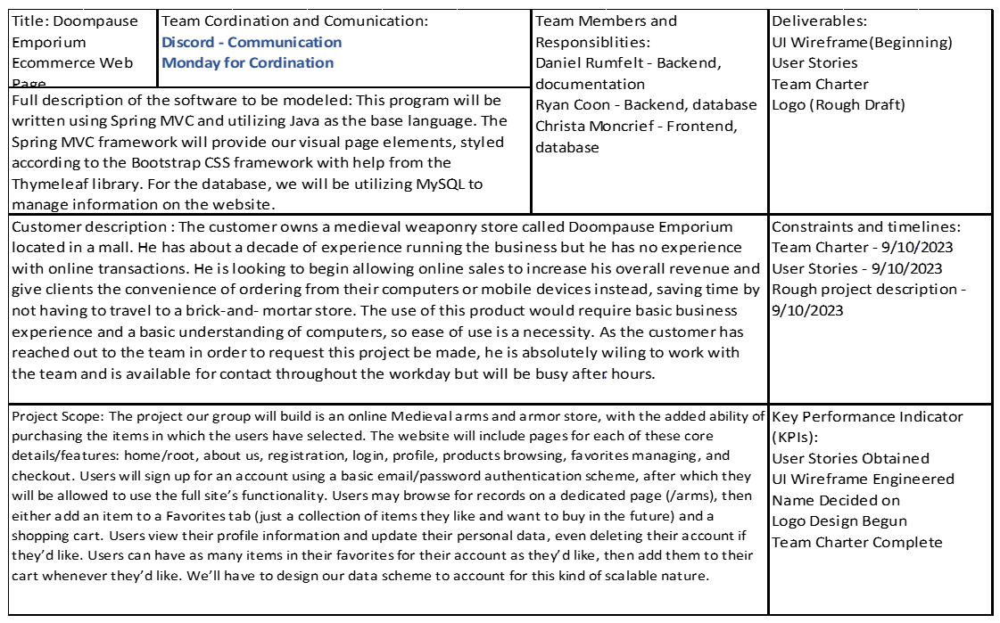 Title: Doompause
Emporium
Ecommerce Web
Page
Team Cordination and Comunication:
Discord - Communication
Monday for Cordination
Full description of the software to be modeled: This program will be
written using Spring MVC and utilizing Java as the base language. The
Spring MVC framework will provide our visual page elements, styled
according to the Bootstrap CSS framework with help from the
Thymeleaf library. For the database, we will be utilizing MySQL to
manage information on the website.
Team Members and
Responsiblities:
Daniel Rumfelt - Backend,
documentation
Ryan Coon - Backend, database
Christa Moncrief - Frontend,
database
Deliverables:
UI Wireframe(Beginning)
User Stories
Team Charter
Logo (Rough Draft)
Customer description : The customer owns a medieval weaponry store called Doompause Emporium
located in a mall. He has about a decade of experience running the business but he has no experience
with online transactions. He is looking to begin allowing online sales to increase his overall revenue and
give clients the convenience of ordering from their computers or mobile devices instead, saving time by
not having to travel to a brick-and- mortar store. The use of this product would require basic business
experience and a basic understanding of computers, so ease of use is a necessity. As the customer has
reached out to the team in order to request this project be made, he is absolutely wiling to work with
the team and is available for contact throughout the workday but will be busy after hours.
Constraints and timelines:
Team Charter - 9/10/2023
User Stories - 9/10/2023
Rough project description -
9/10/2023
Project Scope: The project our group will build is an online Medieval arms and armor store, with the added ability of
purchasing the items in which the users have selected. The website will include pages for each of these core
details/features: home/root, about us, registration, login, profile, products browsing, favorites managing, and
checkout. Users will sign up for an account using a basic email/password authentication scheme, after which they
will be allowed to use the full site's functionality. Users may browse for records on a dedicated page (/arms), then
either add an item to a Favorites tab (just a collection of items they like and want to buy in the future) and a
shopping cart. Users view their profile information and update their personal data, even deleting their account if
they'd like. Users can have as many items in their favorites for their account as they'd like, then add them to their
cart whenever they'd like. We'll have to design our data scheme to account for this kind of scalable nature.
Key Performance Indicator
(KPIs):
User Stories Obtained
UI Wireframe Engineered
Name Decided on
Logo Design Begun
Team Charter Complete